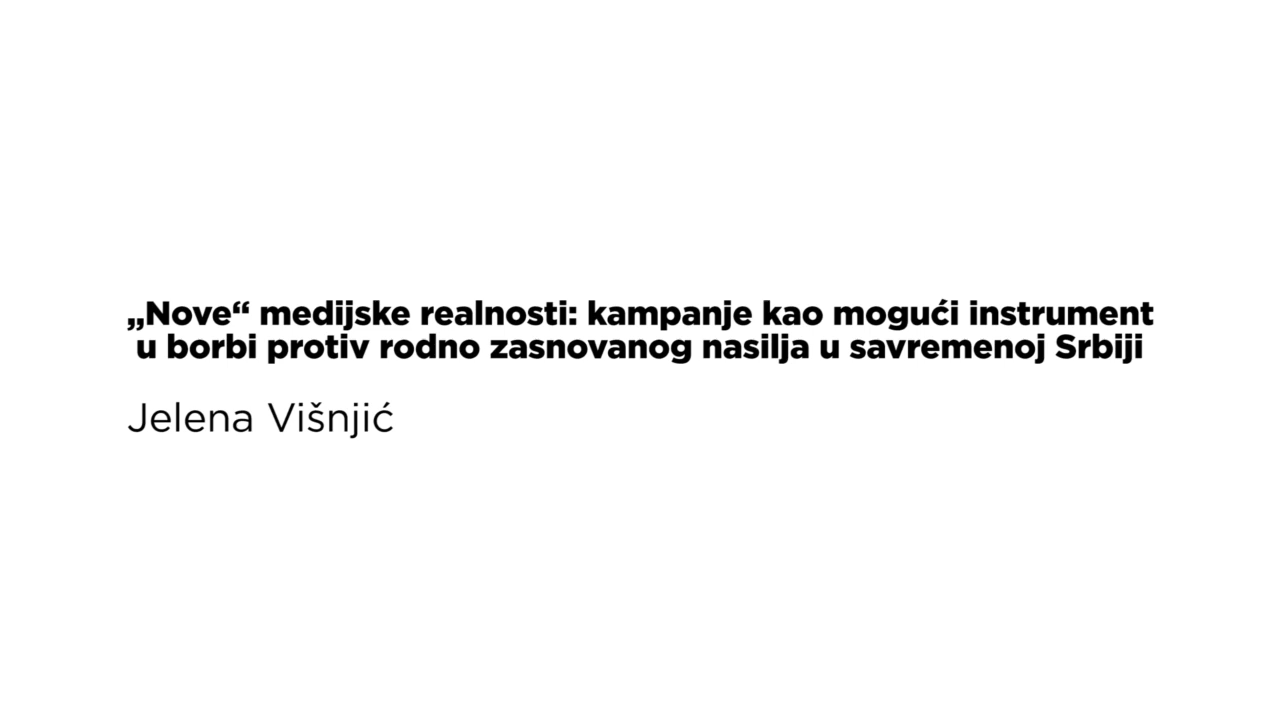 „Nove“ medijske realnosti: kampanje kao mogući instrument
u borbi protiv rodno zasnovanog nasilja u savremenoj Srbiji
Jelena Višnjić